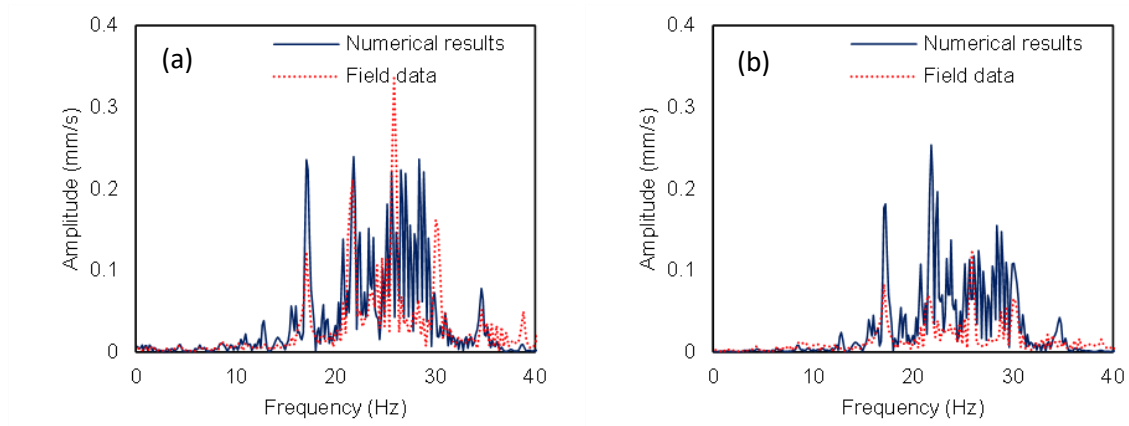 (a)
Numerical results
Field data
0.4
0.3
0.2
0.1
0
Amplitude (mm/s)
0 10 20 30 40
Frequency (Hz)
(b)
Numerical results
Field data
0.4
0.3
0.2
0.1
0
Amplitude (mm/s)
0 10 20 30 40
Frequency (Hz)